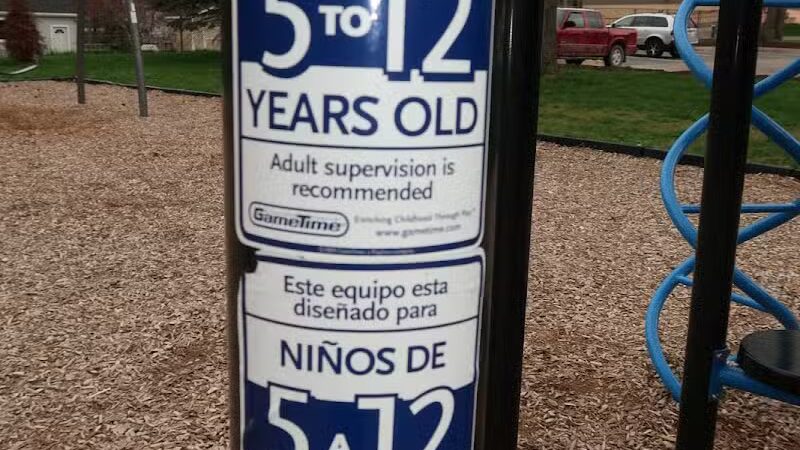 5 TO 12
YEARS OLD
Adult supervision is
recommended
GameTime
Enriching Childhood Through Play
www.gametime.com
Este equipo esta
diseñado para
NIÑOS DE
5 A 12